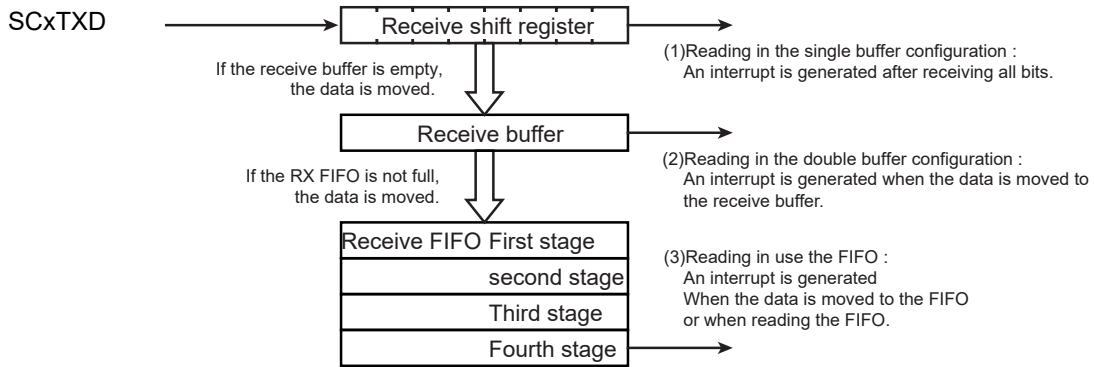 SCxTXD
Receive shift register
(1)Reading in the single buffer configuration :
An interrupt is generated after receiving all bits.
If the receive buffer is empty,
the data is moved.
Receive buffer
(2)Reading in the double buffer configuration :
An interrupt is generated when the data is moved to
the receive buffer.
If the RX FIFO is not full,
the data is moved.
Receive FIFO First stage
second stage
Third stage
Fourth stage
(3)Reading in use the FIFO :
An interrupt is generated
When the data is moved to the FIFO
or when reading the FIFO.